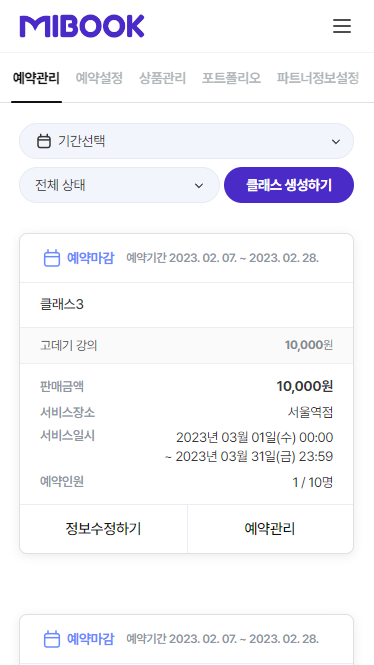 MIBOOK
예약관리 예약설정 상품관리 포트폴리오 파트너정보설정
기간선택
전체 상태 클래스 생성하기
예약마감 예약기간 2023. 02. 07. ~ 2023. 02. 28.
클래스3
고데기 강의 10,000원
판매금액 10,000원
서비스장소 서울역점
서비스일시 2023년 03월 01일(수) 00:00
~ 2023년 03월 31일(금) 23:59
예약인원 1 / 10명
정보수정하기 예약관리
예약마감 예약기간 2023. 02. 07. ~ 2023. 02. 28.